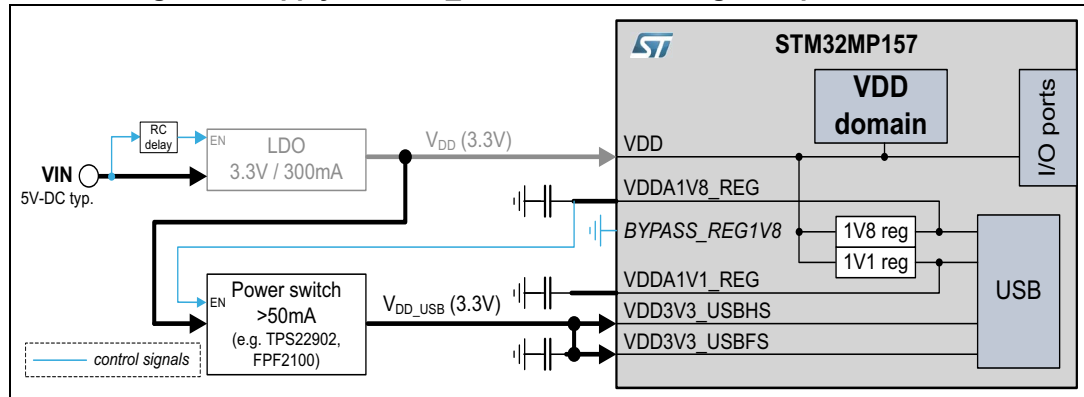 STM32MP157
VDD
domain
I/O ports
RC
delay
EN
LDO
3.3V / 300mA
VDD (3.3V)
VDD
VIN
5V-DC typ.
VDDA1V8_REG
BYPASS_REG1V8
1V8 reg
1V1 reg
VDDA1V1_REG
USB
EN
Power switch
>50mA
(e.g. TPS22902,
FPF2100)
VDD_USB (3.3V)
VDD3V3_USBHS
VDD3V3_USBFS
control signals